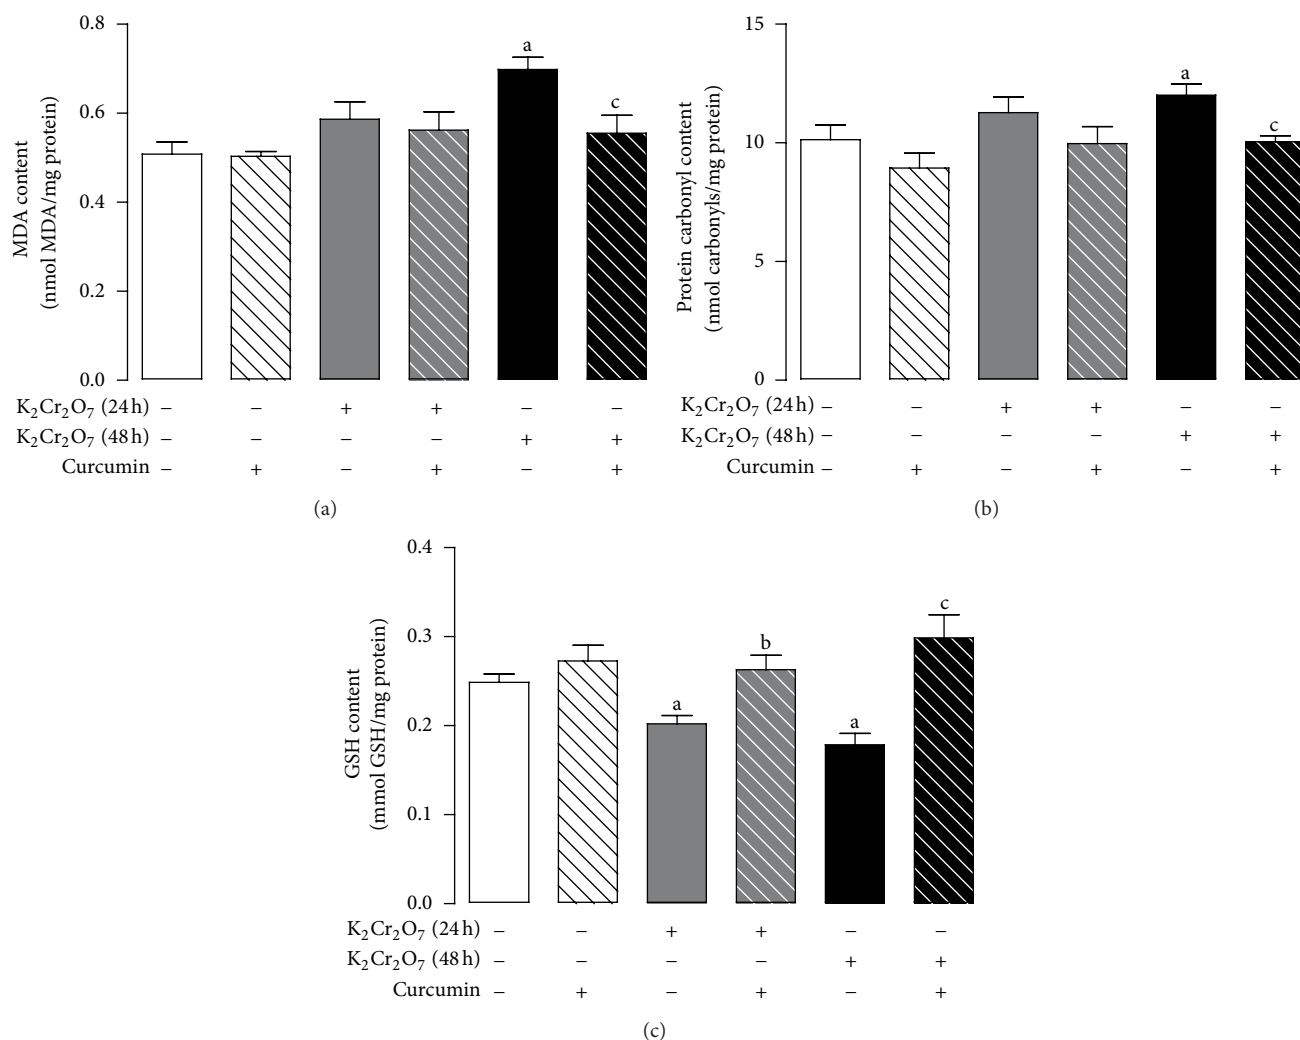 0.8
0.6
0.4
0.2
0.0
MDA content
(nmol MDA/mg protein)
a
c
K₂Cr₂O₇ (24 h) − − + + − −
K₂Cr₂O₇ (48 h) − − − − + +
Curcumin − + − + − +
(a)
15
10
5
0
Protein carbonyl content
(nmol carbonyls/mg protein)
a
c
K₂Cr₂O₇ (24 h) − − + + − −
K₂Cr₂O₇ (48 h) − − − − + +
Curcumin − + − + − +
(b)
0.4
0.3
0.2
0.1
0.0
GSH content
(mmol GSH/mg protein)
a
b
a
c
K₂Cr₂O₇ (24 h) − − + + − −
K₂Cr₂O₇ (48 h) − − − − + +
Curcumin − + − + − +
(c)